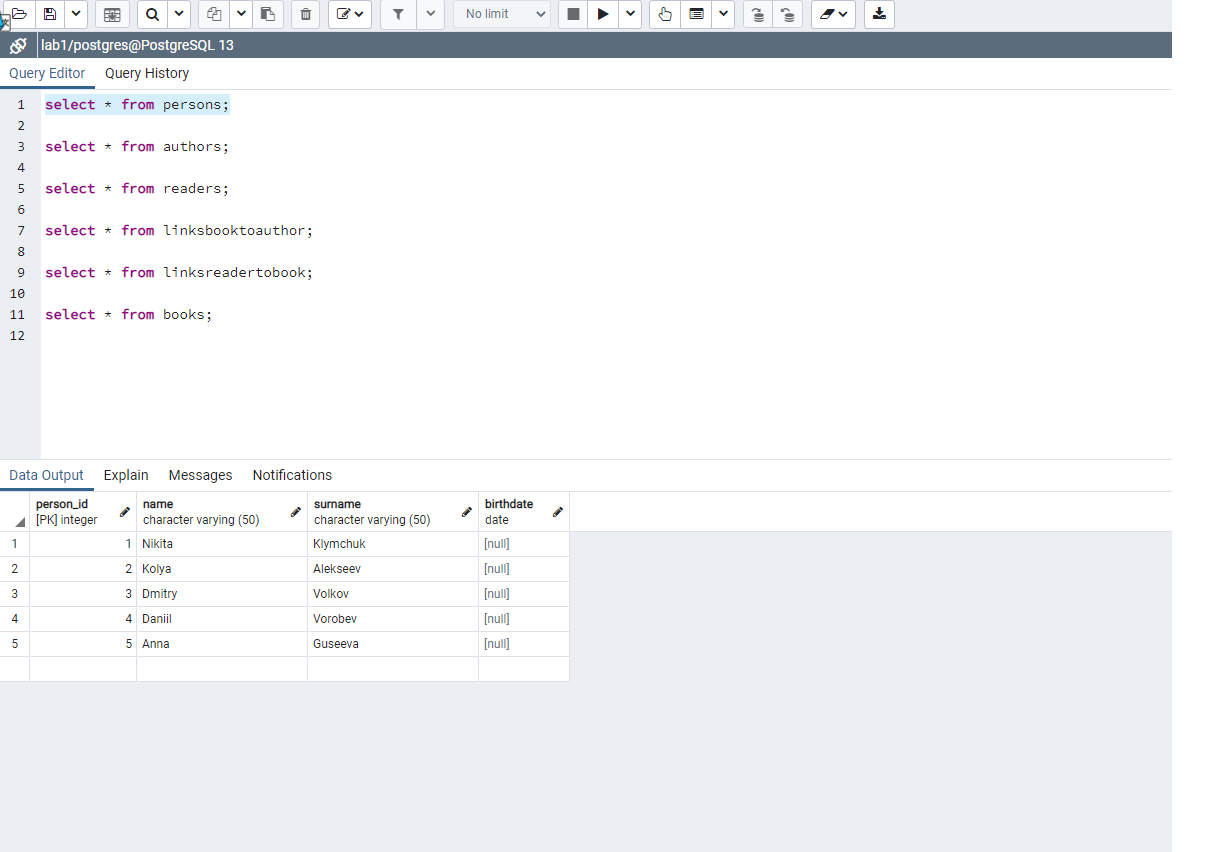 No limit
lab1/postgres@PostgreSQL 13
Query Editor Query History
1 select * from persons;
2
3 select * from authors;
4
5 select * from readers;
6
7 select * from linksbooktoauthor;
8
9 select * from linksreadertobook;
10
11 select * from books;
12
Data Output Explain Messages Notifications
person_id name surname birthdate
[PK] integer character varying (50) character varying (50) date
1 1 Nikita Klymchuk [null]
2 2 Kolya Alekseev [null]
3 3 Dmitry Volkov [null]
4 4 Daniil Vorobev [null]
5 5 Anna Guseeva [null]